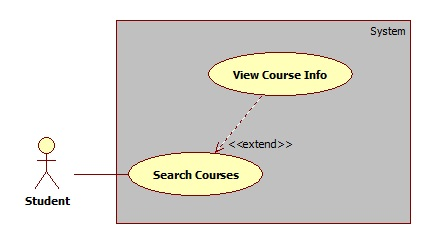 System
View Course Info
<<extend>>
Search Courses
Student